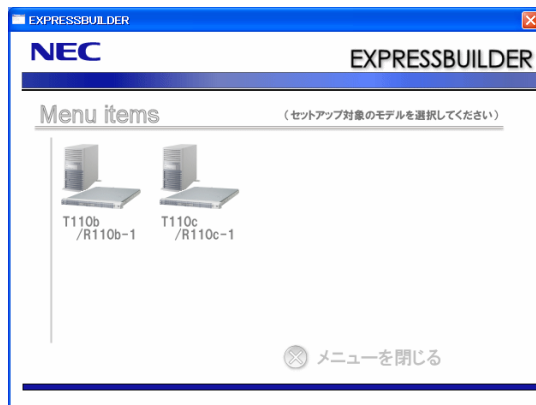 EXPRESSBUILDER
NEC
EXPRESSBUILDER
Menu items
（セットアップ対象のモデルを選択してください）
T110b
/R110b-1
T110c
/R110c-1
メニューを閉じる